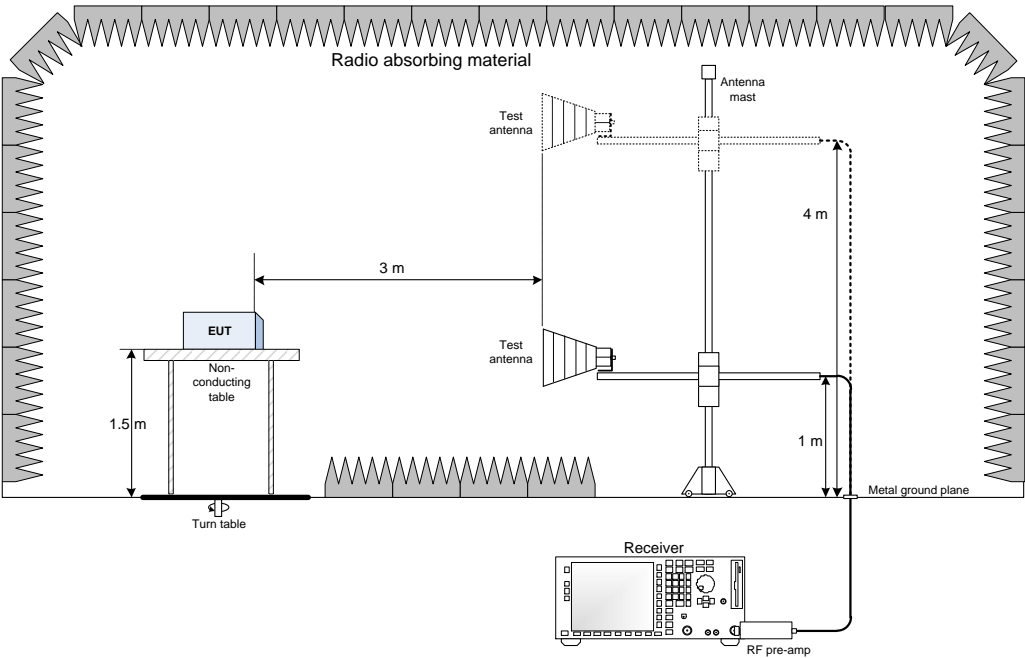 Radio absorbing material
Antenna
mast
Test
antenna
4 m
3 m
EUT
Test
antenna
Non-
conducting
table
1.5 m
1 m
Metal ground plane
Turn table
Receiver
RF pre-amp